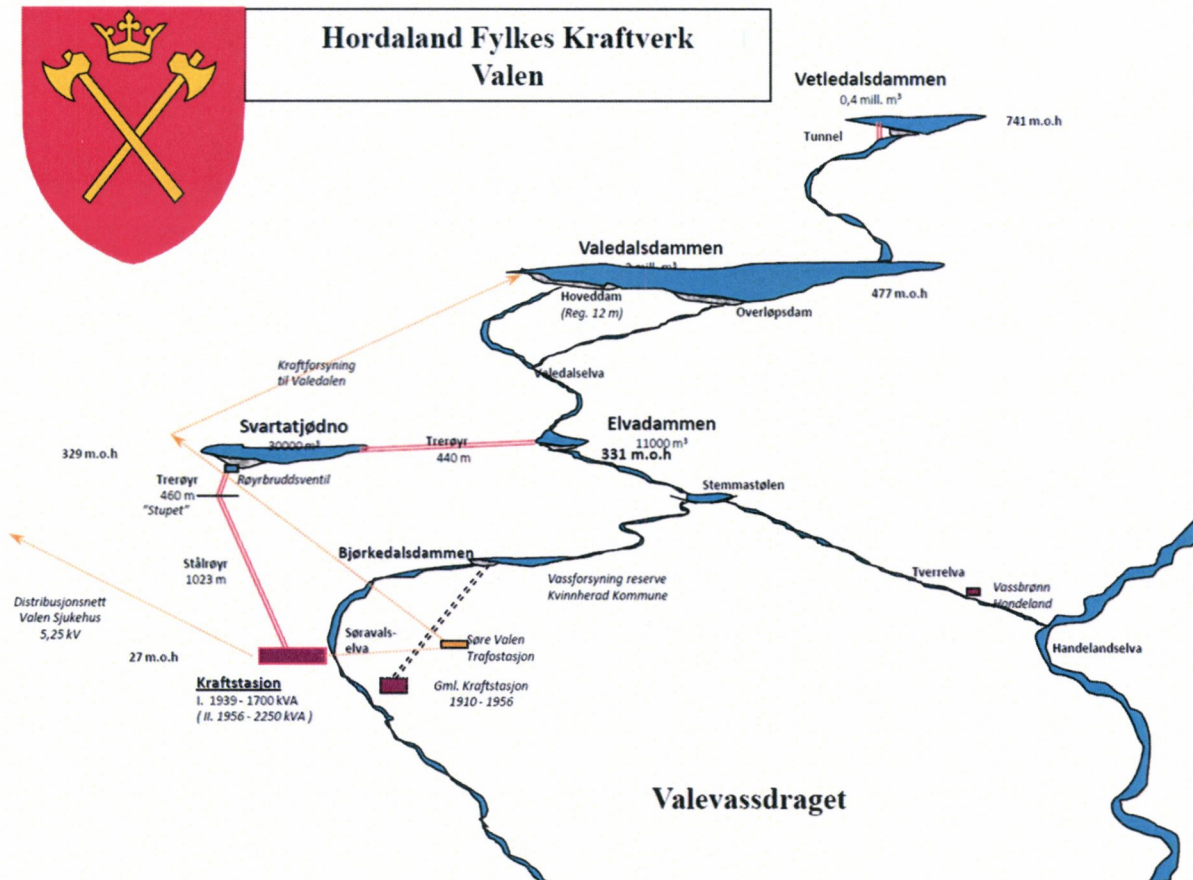 Hordaland Fylkes Kraftverk
Valen
Vetledalsdammen
0,4 mill. m³
741 m.o.h
Tunnel
Valedalsdammen
mill. m³
477 m.o.h
Hoveddam
(Reg. 12 m)
Overløpsdam
Kraftforsyning
til Valedalen
Valedalselva
Svartatjødno
30000 m³
Trerøyr
440 m
Elvadammen
11000 m³
331 m.o.h
329 m.o.h
Røyrbruddsventil
Trerøyr
460 m
"Stupet"
Stemmastølen
Stålrøyr
1023 m
Bjørkedalsdammen
Vassforsyning reserve
Kvinnherad Kommune
Tverrelva
Vassbrønn
Handeland
Distribusjonsnett
Valen Sjukehus
5,25 kV
Søravals-
elva
Søre Valen
Trafostasjon
Handelandselva
27 m.o.h
Kraftstasjon
I. 1939 - 1700 kVA
( II. 1956 - 2250 kVA )
Gml. Kraftstasjon
1910 - 1956
Valevassdraget